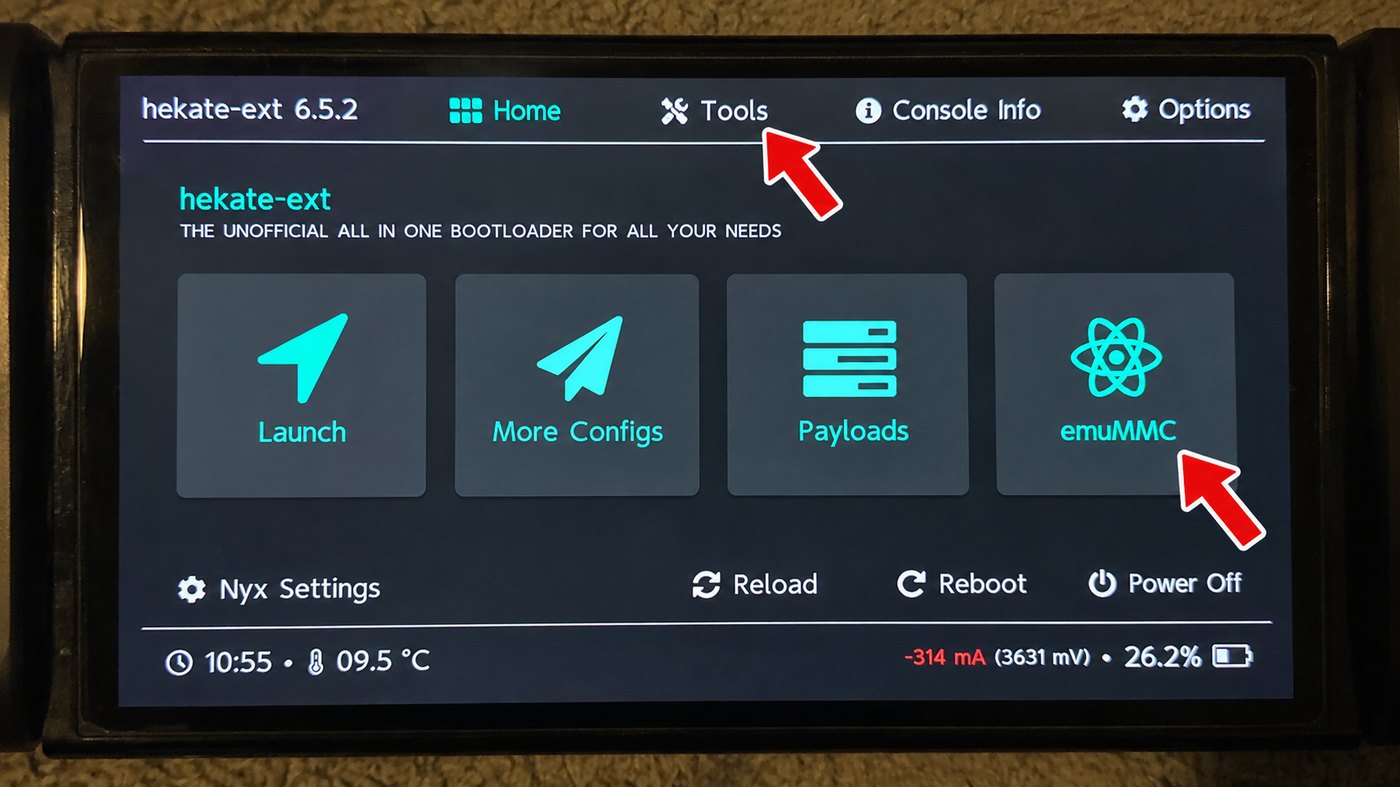 hekate-ext 6.5.2 Home Tools Console Info Options
hekate-ext
THE UNOFFICIAL ALL IN ONE BOOTLOADER FOR ALL YOUR NEEDS
Launch More Configs Payloads emuMMC
Nyx Settings Reload Reboot Power Off
10:55 • 09.5 °C -314 mA (3631 mV) • 26.2%